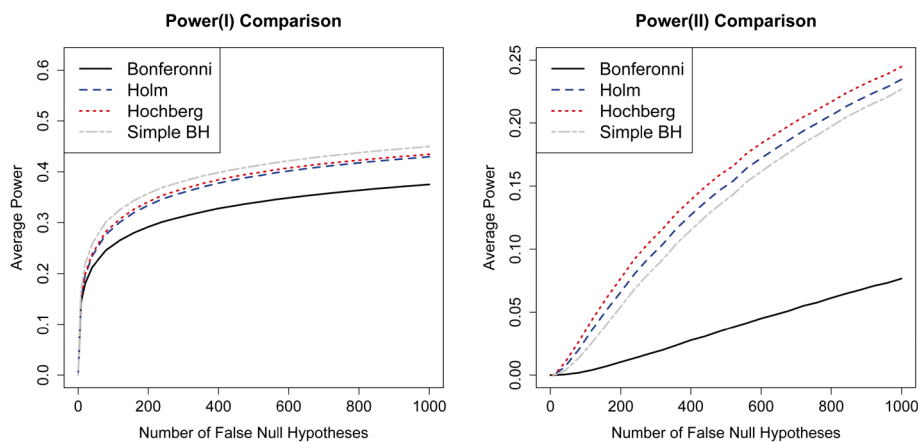 Power(I) Comparison
Average Power
0.0 0.1 0.2 0.3 0.4 0.5 0.6
Bonferonni
Holm
Hochberg
Simple BH
0 200 400 600 800 1000
Number of False Null Hypotheses
Power(II) Comparison
Average Power
0.00 0.05 0.10 0.15 0.20 0.25
Bonferonni
Holm
Hochberg
Simple BH
0 200 400 600 800 1000
Number of False Null Hypotheses